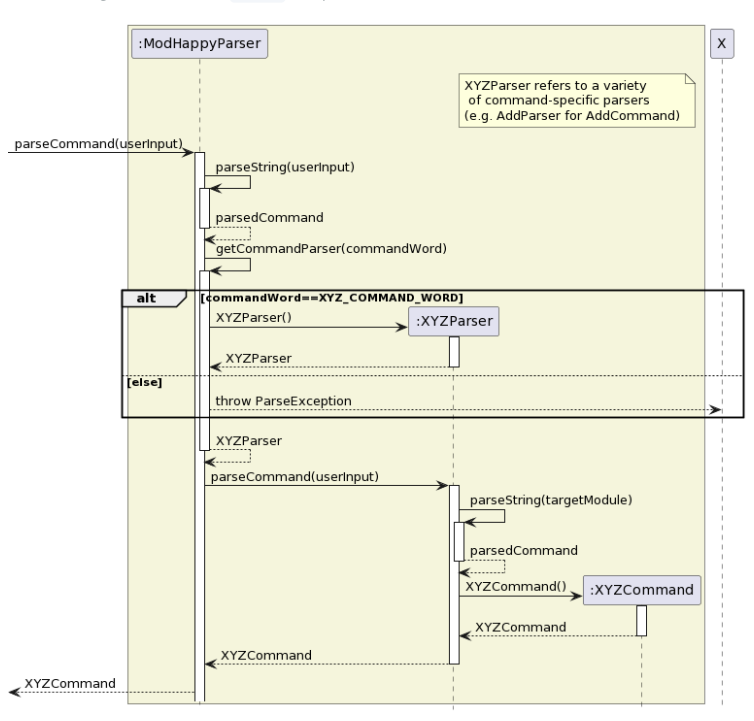 :ModHappyParser
X
XYZParser refers to a variety
of command-specific parsers
(e.g. AddParser for AddCommand)
parseCommand(userInput)
parseString(userInput)
parsedCommand
getCommandParser(commandWord)
alt
[commandWord==XYZ_COMMAND_WORD]
XYZParser()
:XYZParser
XYZParser
[else]
throw ParseException
XYZParser
parseCommand(userInput)
parseString(targetModule)
parsedCommand
XYZCommand()
:XYZCommand
XYZCommand
XYZCommand
XYZCommand